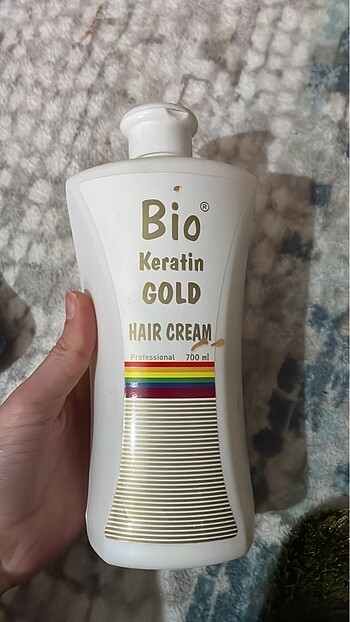 Bio®
Keratin
GOLD
HAIR CREAM
Professional 700 ml